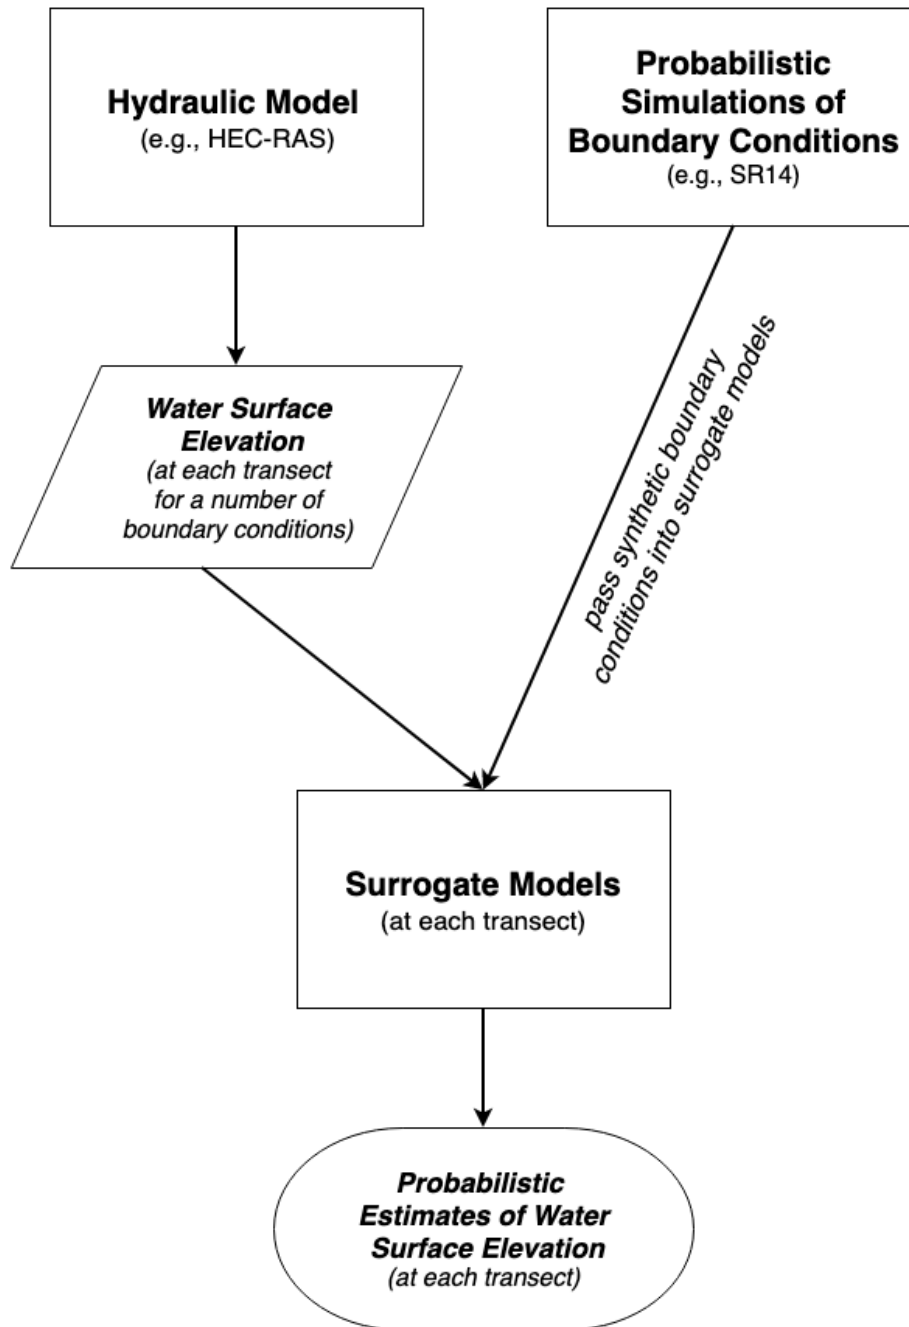 Hydraulic Model
(e.g., HEC-RAS)
Probabilistic
Simulations of
Boundary Conditions
(e.g., SR14)
Water Surface
Elevation
(at each transect
for a number of
boundary conditions)
pass synthetic boundary
conditions into surrogate models
Surrogate Models
(at each transect)
Probabilistic
Estimates of Water
Surface Elevation
(at each transect)